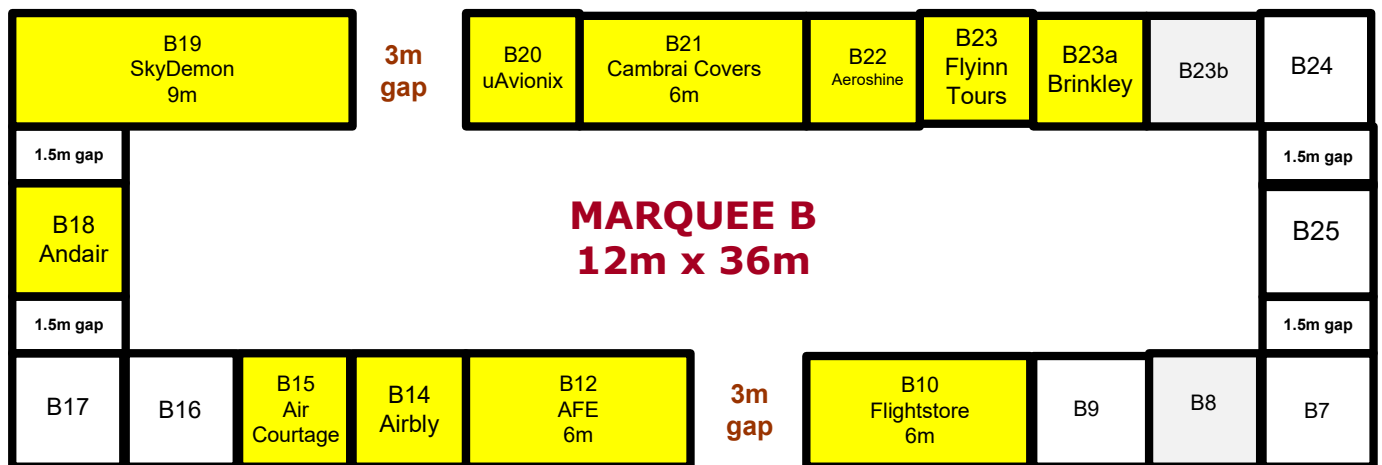 B19
SkyDemon
9m
3m
gap
B20
uAvionix
B21
Cambrai Covers
6m
B22
Aeroshine
B23
Flyinn
Tours
B23a
Brinkley
B23b
B24
1.5m gap
1.5m gap
B18
Andair
MARQUEE B
12m x 36m
B25
1.5m gap
1.5m gap
B17
B16
B15
Air
Courtage
B14
Airbly
B12
AFE
6m
3m
gap
B10
Flightstore
6m
B9
B8
B7